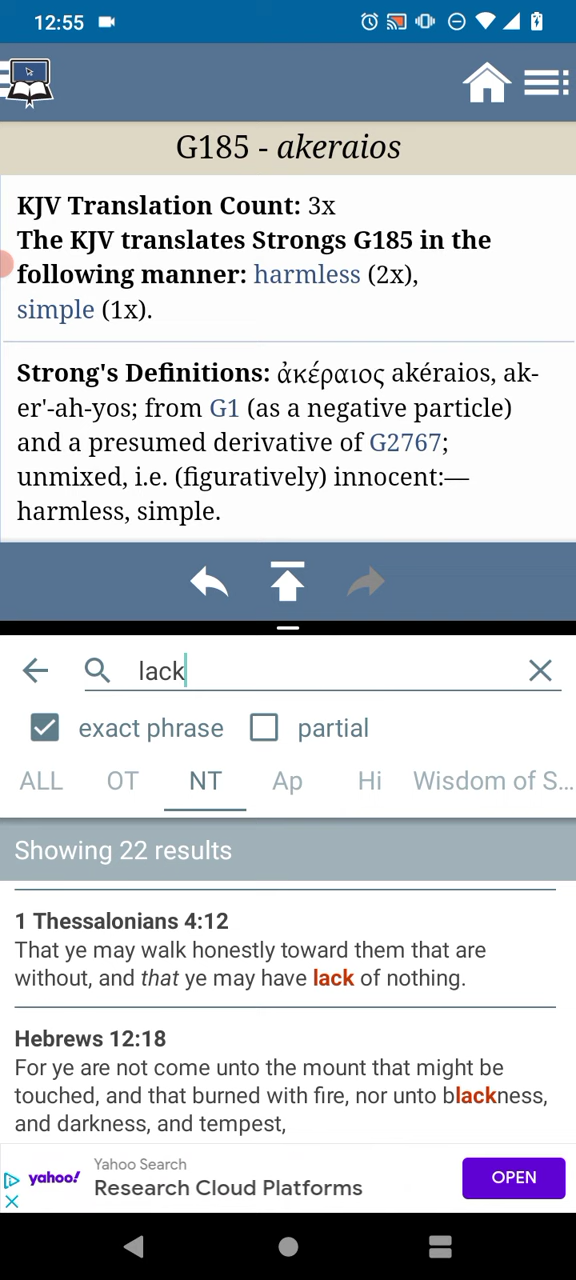 12:55
G185 - akeraios
KJV Translation Count: 3x
The KJV translates Strongs G185 in the
following manner: harmless (2x),
simple (1x).
Strong's Definitions: ἀκέραιος akéraios, ak-
er'-ah-yos; from G1 (as a negative particle)
and a presumed derivative of G2767;
unmixed, i.e. (figuratively) innocent:—
harmless, simple.
lack
exact phrase partial
ALL OT NT Ap Hi Wisdom of S...
Showing 22 results
1 Thessalonians 4:12
That ye may walk honestly toward them that are
without, and that ye may have lack of nothing.
Hebrews 12:18
For ye are not come unto the mount that might be
touched, and that burned with fire, nor unto blackness,
and darkness, and tempest,
yahoo!
Yahoo Search
Research Cloud Platforms
OPEN